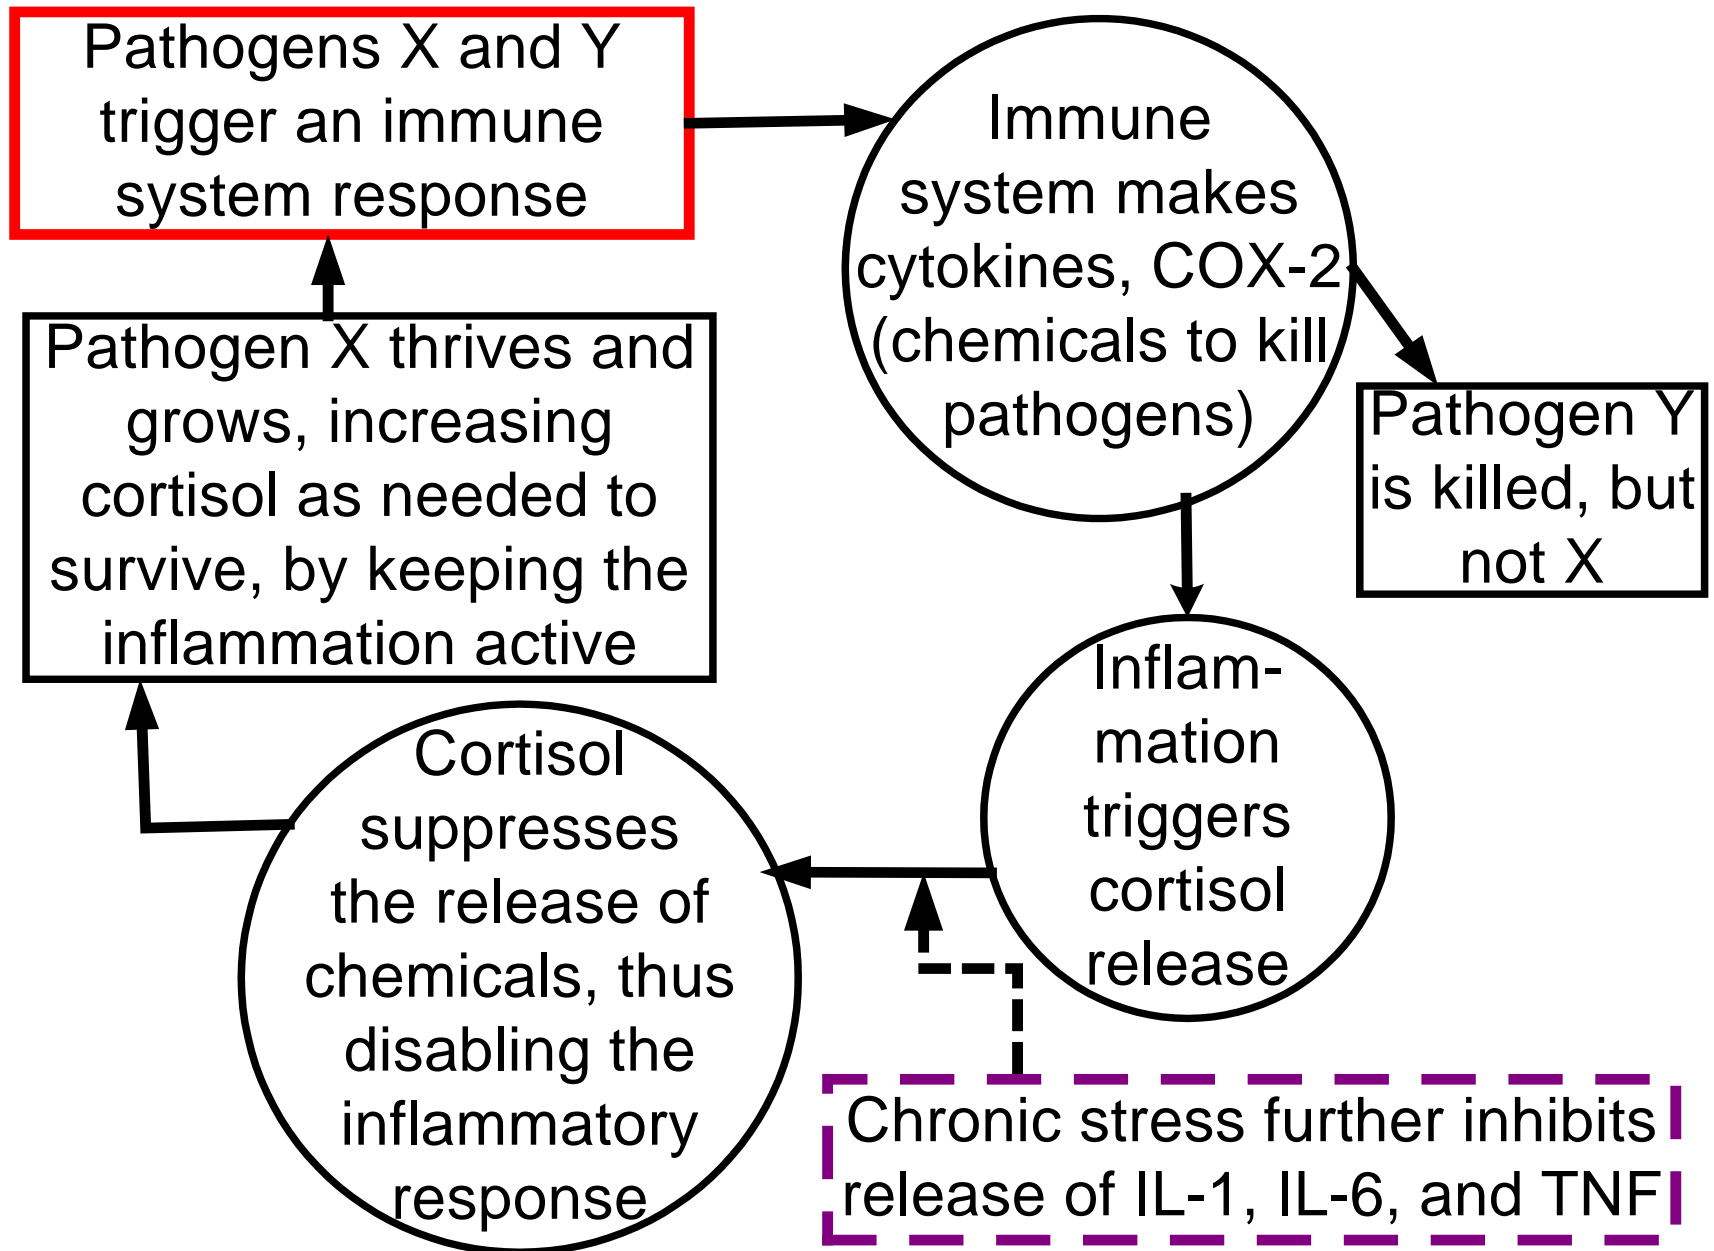 Pathogens X and Y
trigger an immune
system response
Immune
system makes
cytokines, COX-2
(chemicals to kill
pathogens)
Pathogen Y
is killed, but
not X
Inflam-
mation
triggers
cortisol
release
Chronic stress further inhibits
release of IL-1, IL-6, and TNF
Cortisol
suppresses
the release of
chemicals, thus
disabling the
inflammatory
response
Pathogen X thrives and
grows, increasing
cortisol as needed to
survive, by keeping the
inflammation active